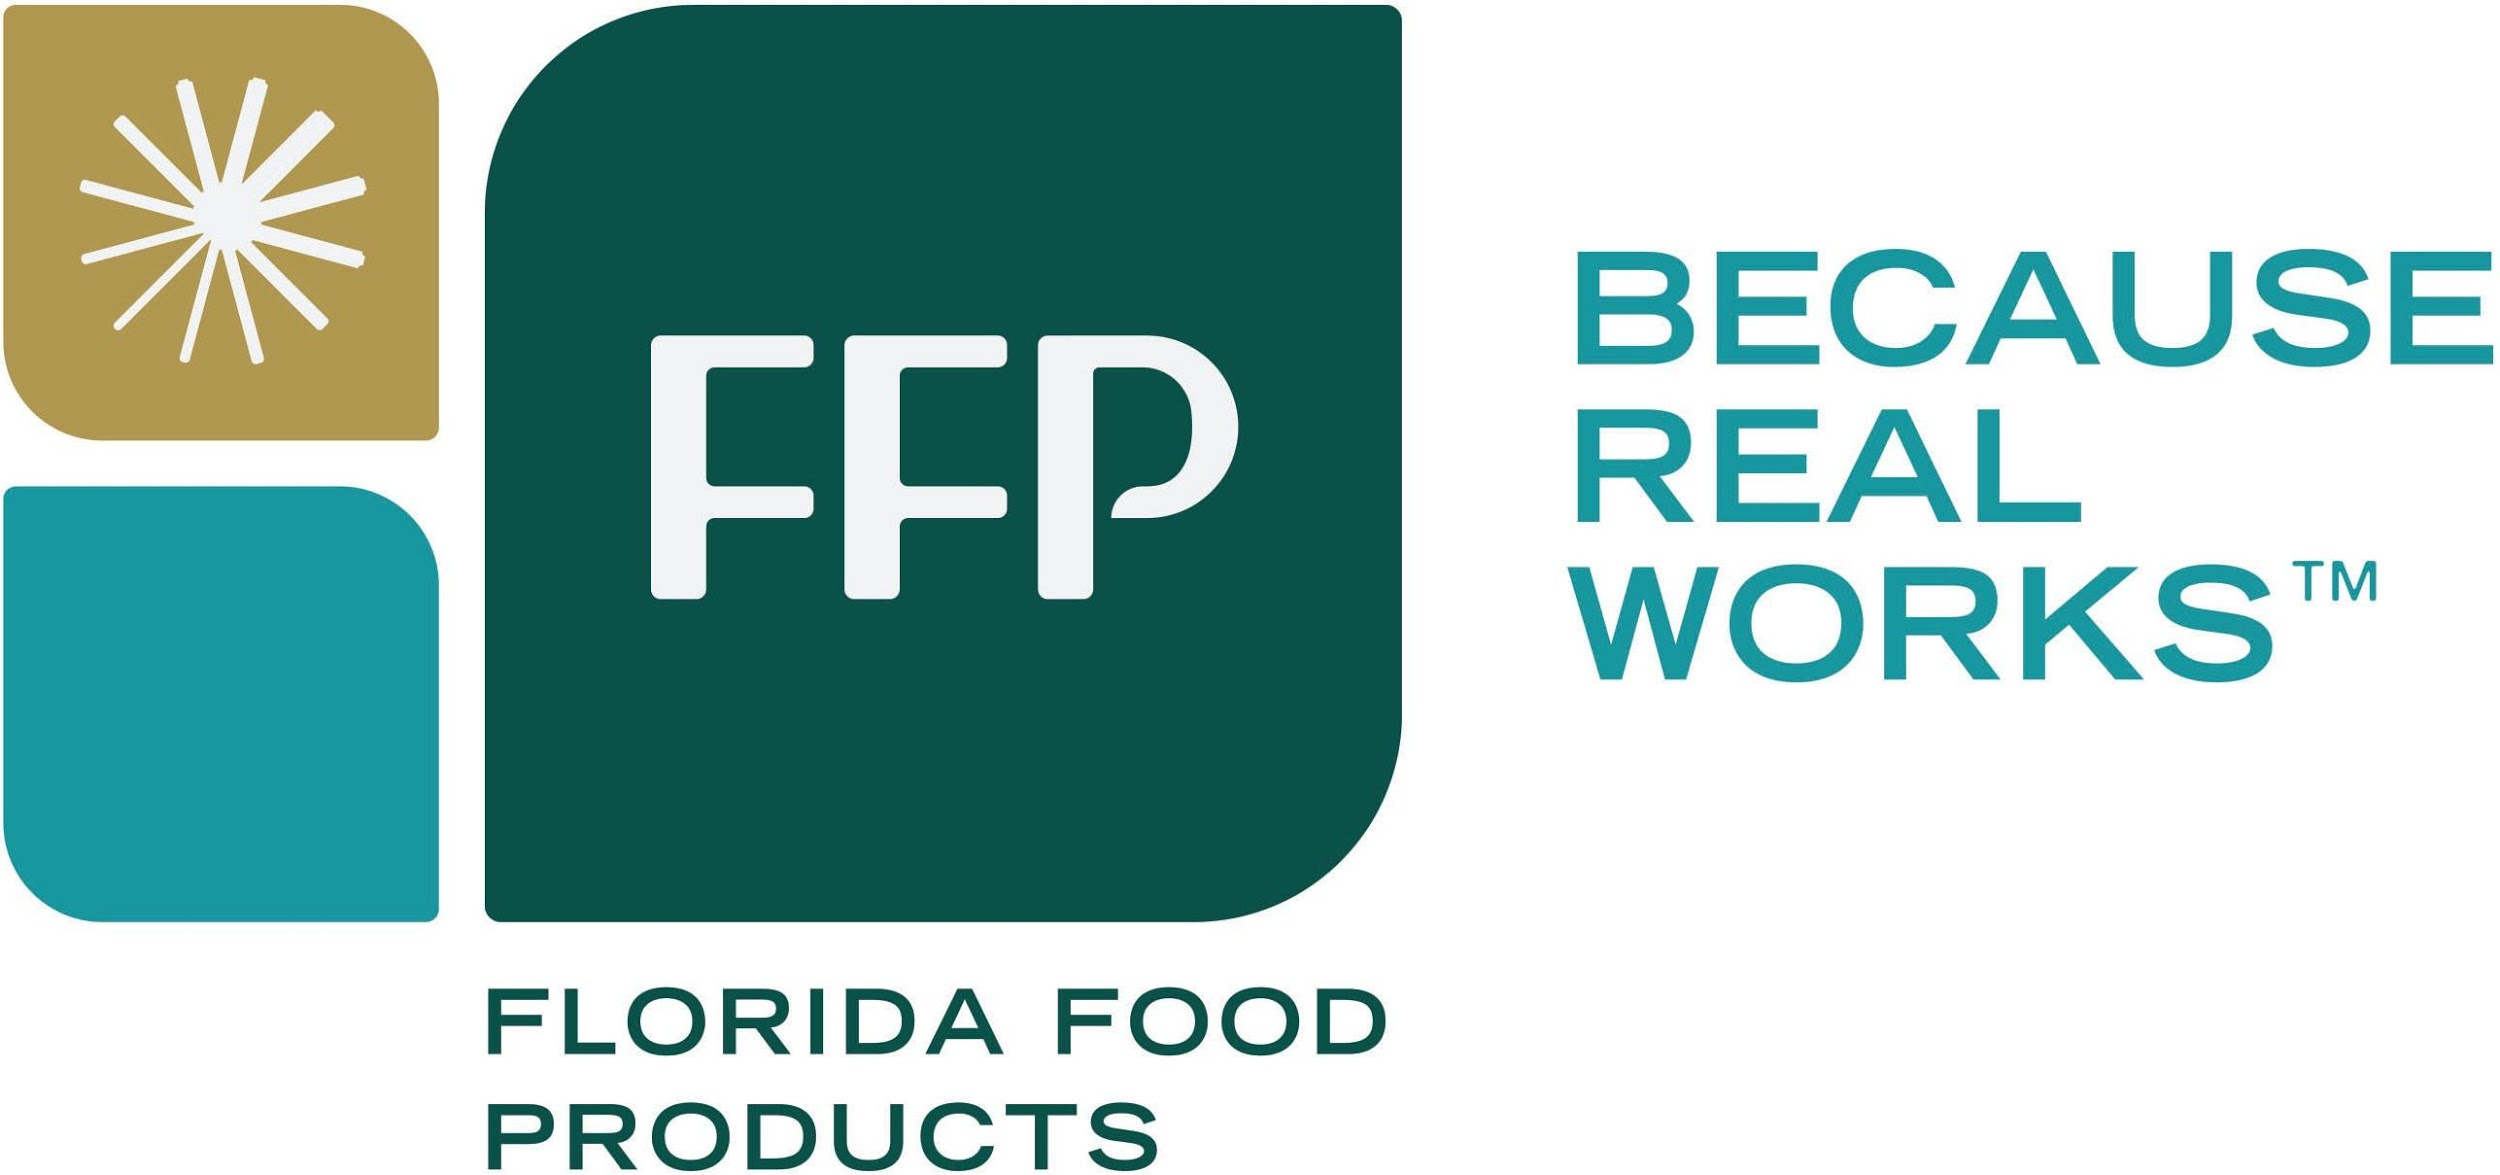 FFP
BECAUSE
REAL
WORKS™
FLORIDA FOOD
PRODUCTS